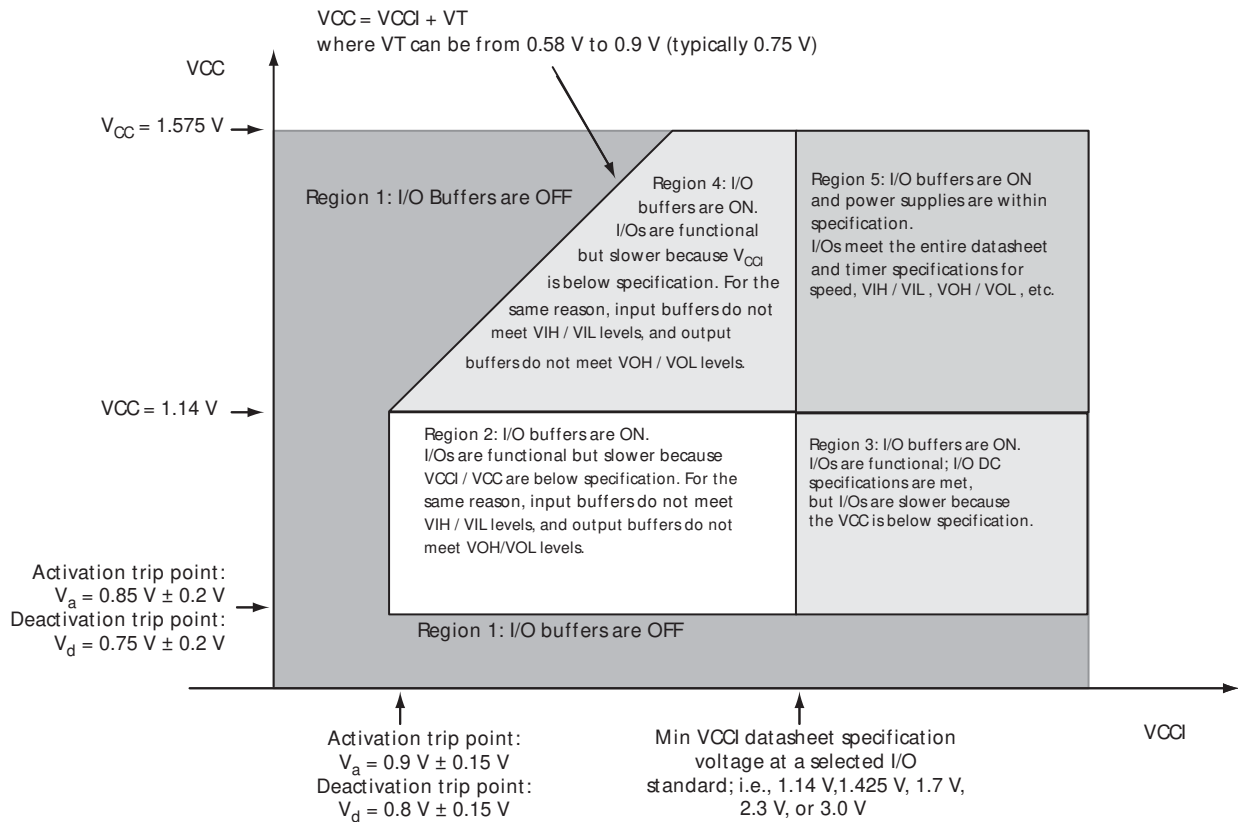 VCC = VCCI + VT
where VT can be from 0.58 V to 0.9 V (typically 0.75 V)
VCC
VCC = 1.575 V
Region 1: I/O Buffers are OFF
Region 4: I/O
buffers are ON.
I/Os are functional
but slower because VCCI
is below specification. For the
same reason, input buffers do not
meet VIH / VIL levels, and output
buffers do not meet VOH / VOL levels.
Region 5: I/O buffers are ON
and power supplies are within
specification.
I/Os meet the entire datasheet
and timer specifications for
speed, VIH / VIL , VOH / VOL , etc.
VCC = 1.14 V
Region 2: I/O buffers are ON.
I/Os are functional but slower because
VCCI / VCC are below specification. For the
same reason, input buffers do not meet
VIH / VIL levels, and output buffers do not
meet VOH/VOL levels.
Region 3: I/O buffers are ON.
I/Os are functional; I/O DC
specifications are met,
but I/Os are slower because
the VCC is below specification.
Activation trip point:
Va = 0.85 V ± 0.2 V
Deactivation trip point:
Vd = 0.75 V ± 0.2 V
Region 1: I/O buffers are OFF
VCCI
Activation trip point:
Va = 0.9 V ± 0.15 V
Deactivation trip point:
Vd = 0.8 V ± 0.15 V
Min VCCI datasheet specification
voltage at a selected I/O
standard; i.e., 1.14 V,1.425 V, 1.7 V,
2.3 V, or 3.0 V